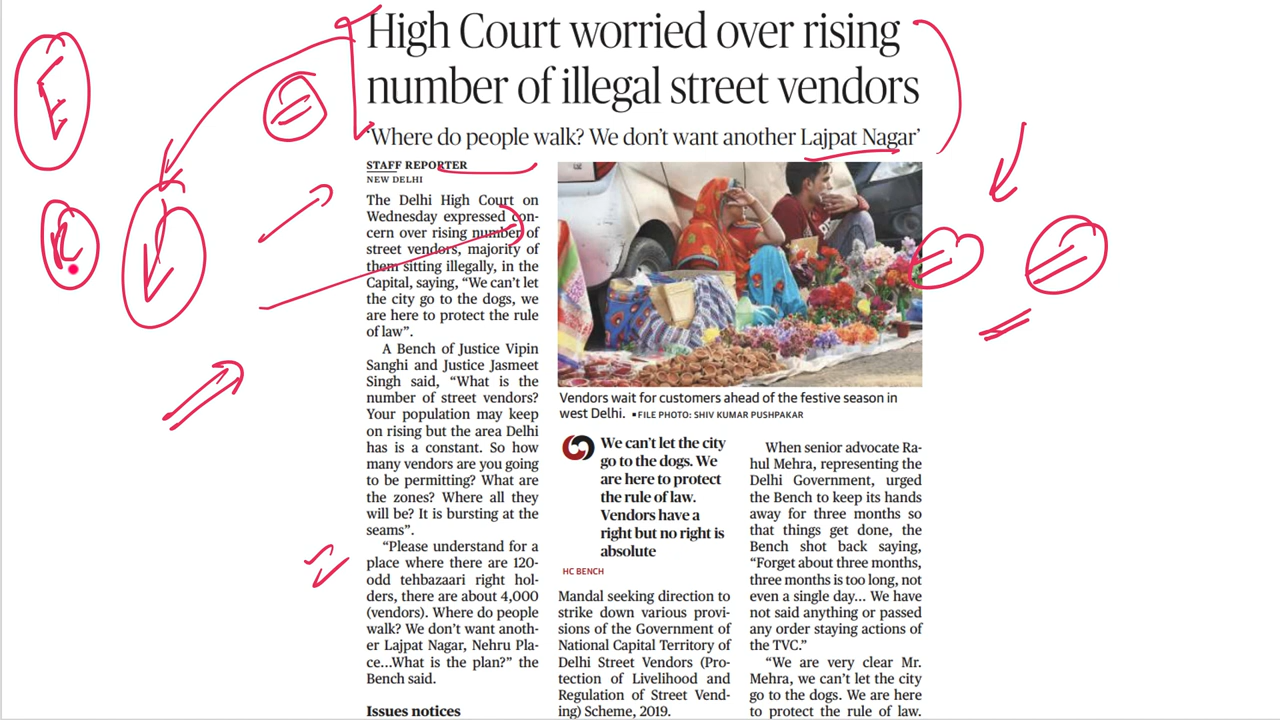 High Court worried over rising
number of illegal street vendors
‘Where do people walk? We don’t want another Lajpat Nagar’
STAFF REPORTER
NEW DELHI
The Delhi High Court on
Wednesday expressed con-
cern over rising number of
street vendors, majority of
them sitting illegally, in the
Capital, saying, “We can’t let
the city go to the dogs, we
are here to protect the rule
of law”.
A Bench of Justice Vipin
Sanghi and Justice Jasmeet
Singh said, “What is the
number of street vendors?
Your population may keep
on rising but the area Delhi
has is a constant. So how
many vendors are you going
to be permitting? What are
the zones? Where all they
will be? It is bursting at the
seams”.
“Please understand for a
place where there are 120-
odd tehbazaari right hol-
ders, there are about 4,000
(vendors). Where do people
walk? We don’t want anoth-
er Lajpat Nagar, Nehru Pla-
ce...What is the plan?” the
Bench said.
Issues notices
Vendors wait for customers ahead of the festive season in
west Delhi. ▪FILE PHOTO: SHIV KUMAR PUSHPAKAR
We can’t let the city
go to the dogs. We
are here to protect
the rule of law.
Vendors have a
right but no right is
absolute
HC BENCH
Mandal seeking direction to
strike down various provi-
sions of the Government of
National Capital Territory of
Delhi Street Vendors (Pro-
tection of Livelihood and
Regulation of Street Vend-
ing) Scheme, 2019.
When senior advocate Ra-
hul Mehra, representing the
Delhi Government, urged
the Bench to keep its hands
away for three months so
that things get done, the
Bench shot back saying,
“Forget about three months,
three months is too long, not
even a single day... We have
not said anything or passed
any order staying actions of
the TVC.”
“We are very clear Mr.
Mehra, we can’t let the city
go to the dogs. We are here
to protect the rule of law.